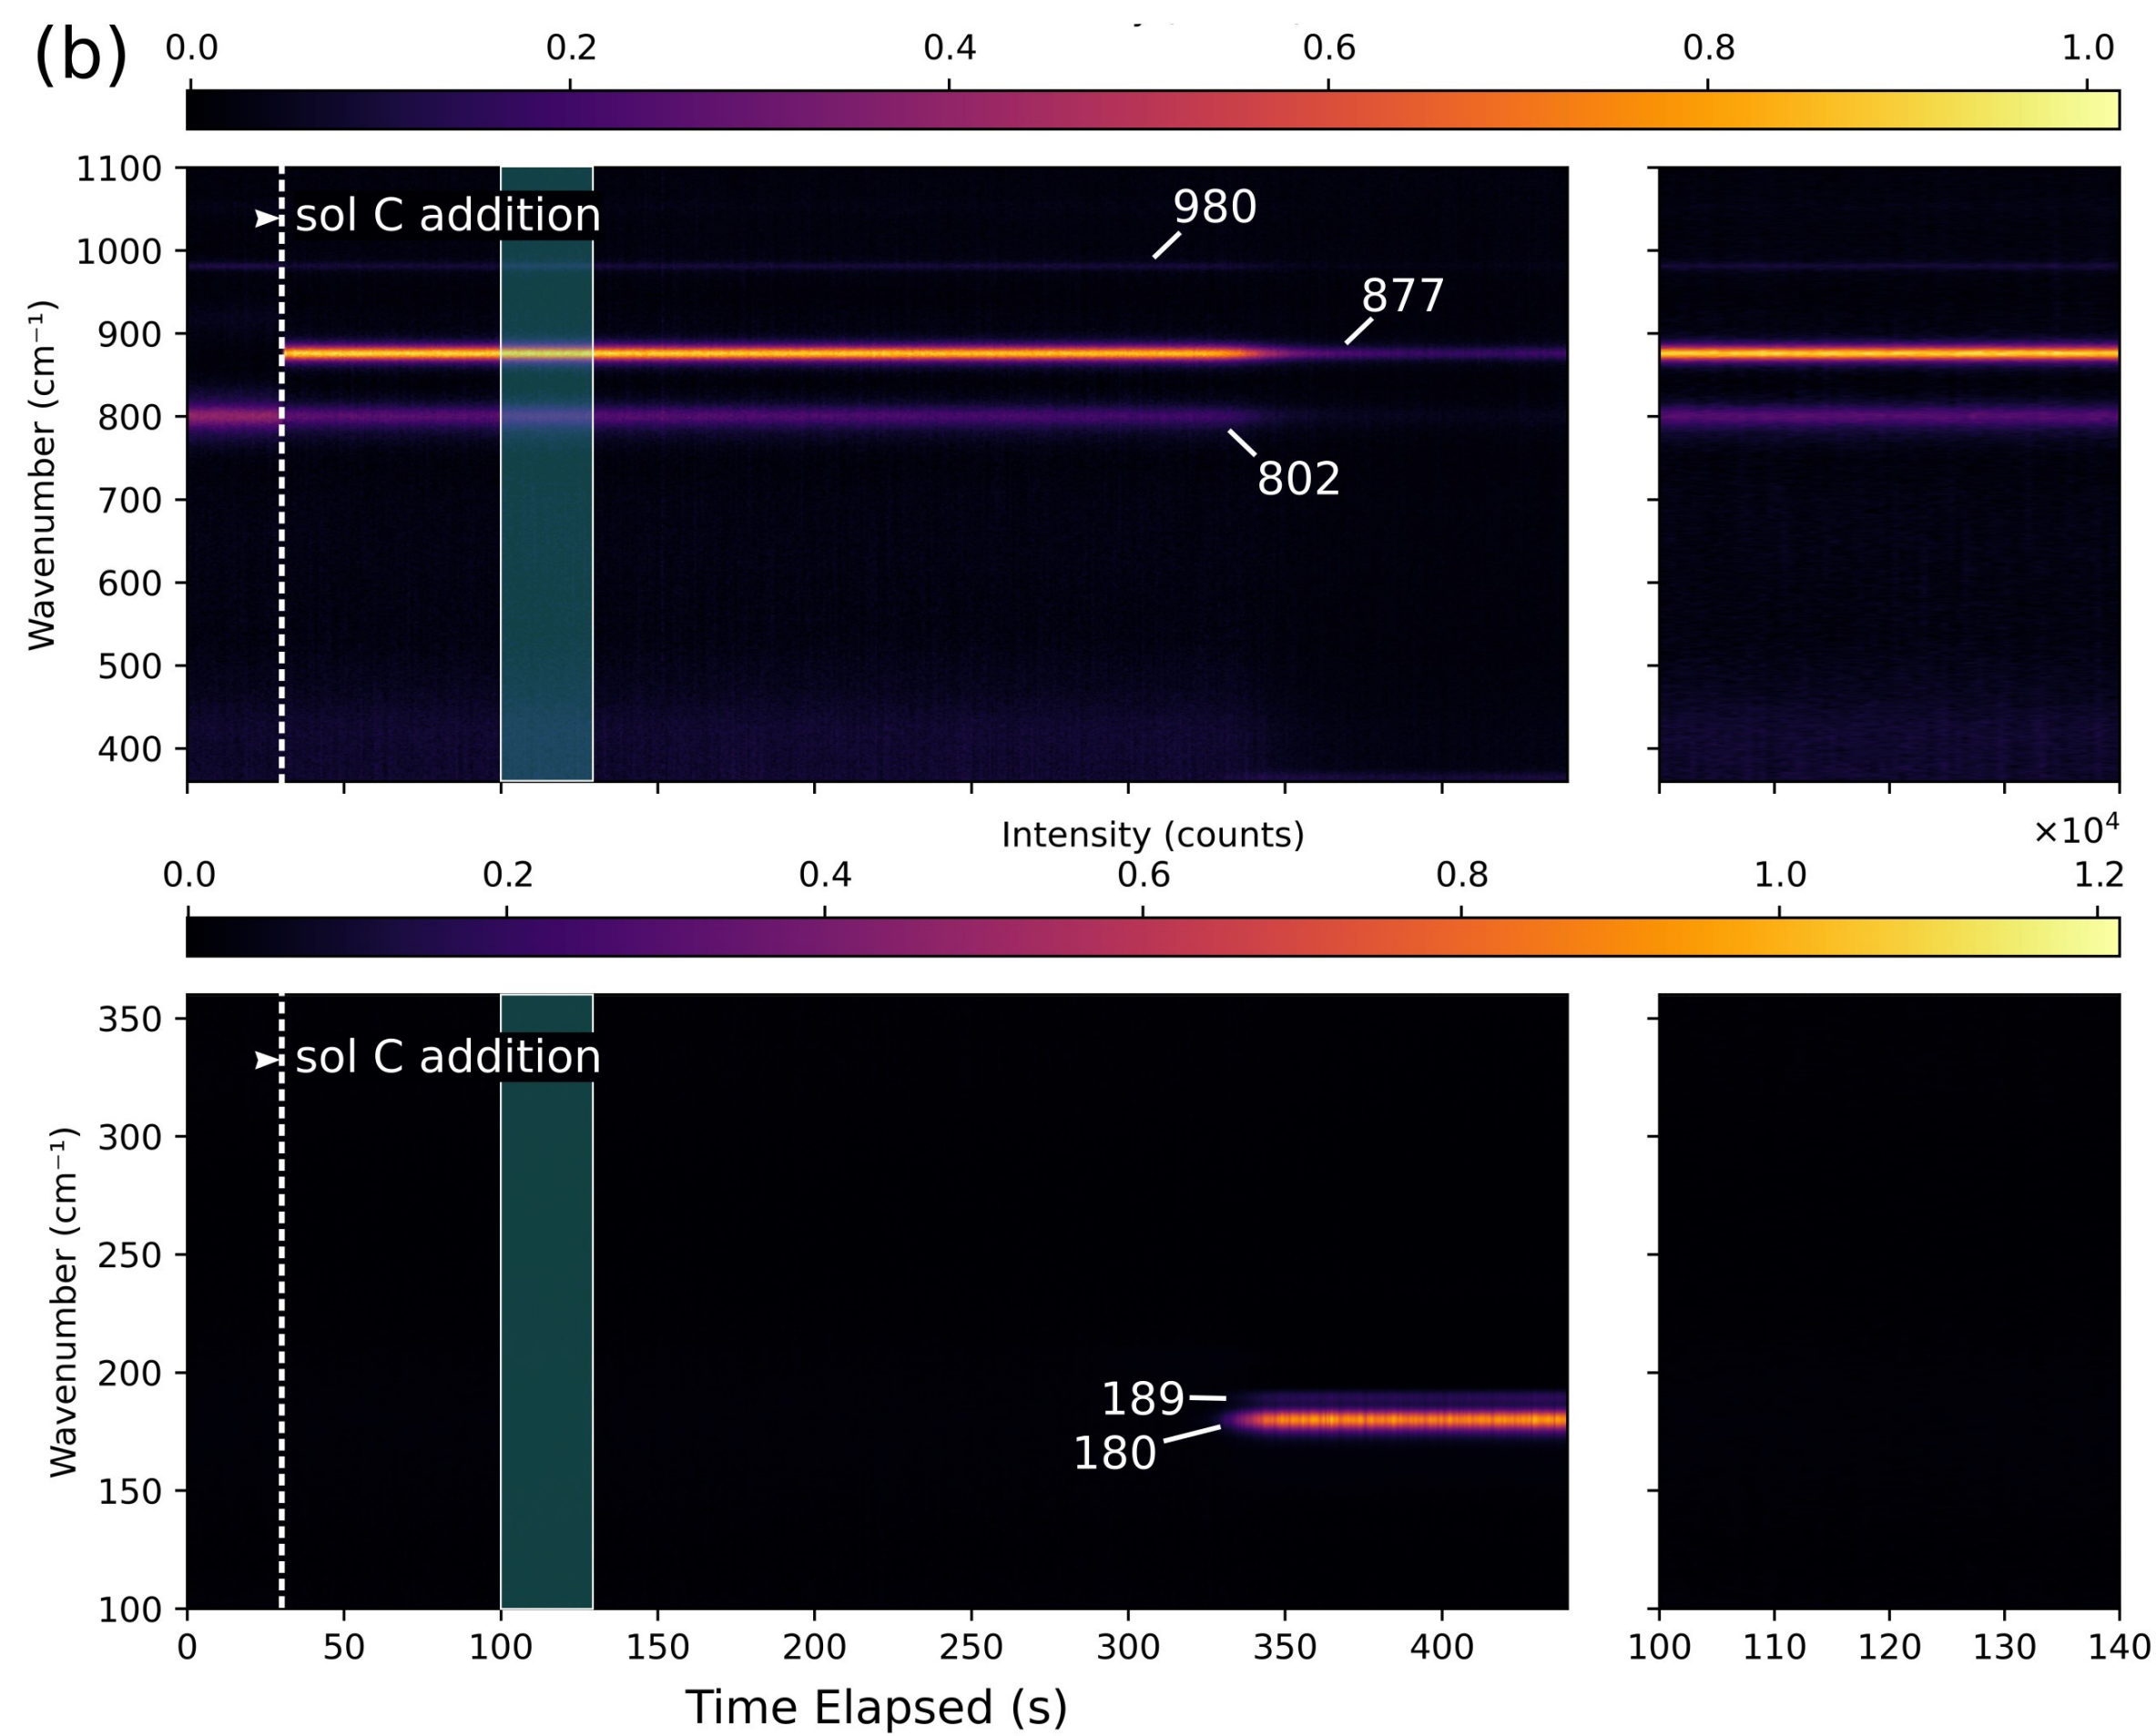 (b)
0.0 0.2 0.4 0.6 0.8 1.0
1100
1000
900
800
700
600
500
400
Wavenumber (cm⁻¹)
➤ sol C addition
980
877
802
Intensity (counts) ×10⁴
0.0 0.2 0.4 0.6 0.8 1.0 1.2
350
300
250
200
150
100
Wavenumber (cm⁻¹)
➤ sol C addition
189
180
0 50 100 150 200 250 300 350 400 100 110 120 130 140
Time Elapsed (s)